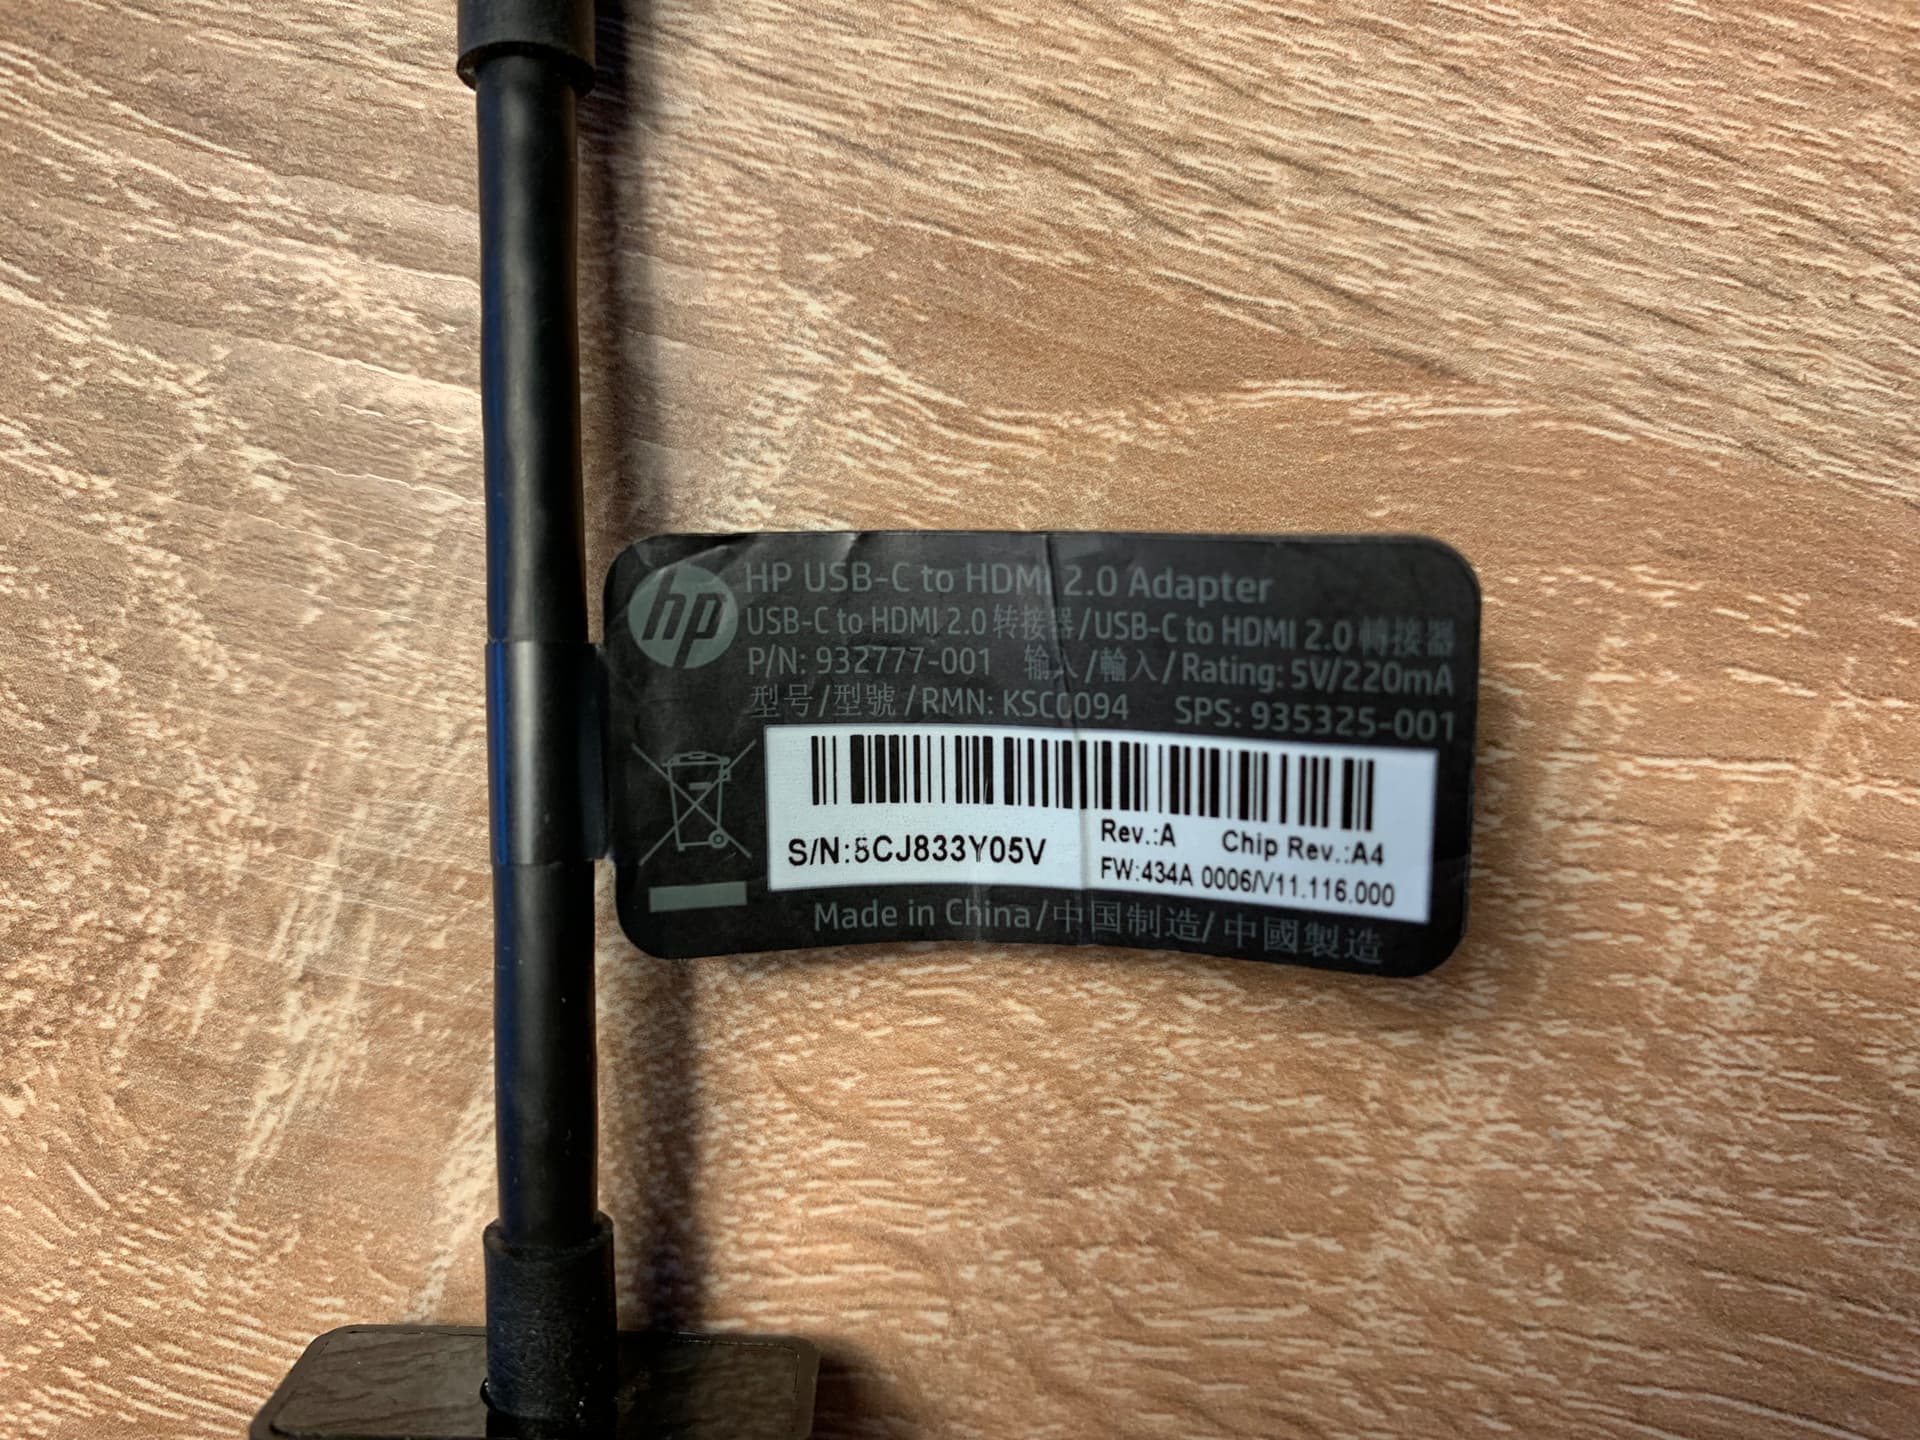 hp
HP USB-C to HDMI 2.0 Adapter
USB-C to HDMI 2.0 转接器/USB-C to HDMI 2.0 轉接器
P/N: 932777-001 输入/輸入/Rating: 5V/220mA
型号/型號/RMN: KSC0094 SPS: 935325-001
S/N:5CJ833Y05V
Rev.:A Chip Rev.:A4
FW:434A 0006/V11.116.000
Made in China/中国制造/中國製造